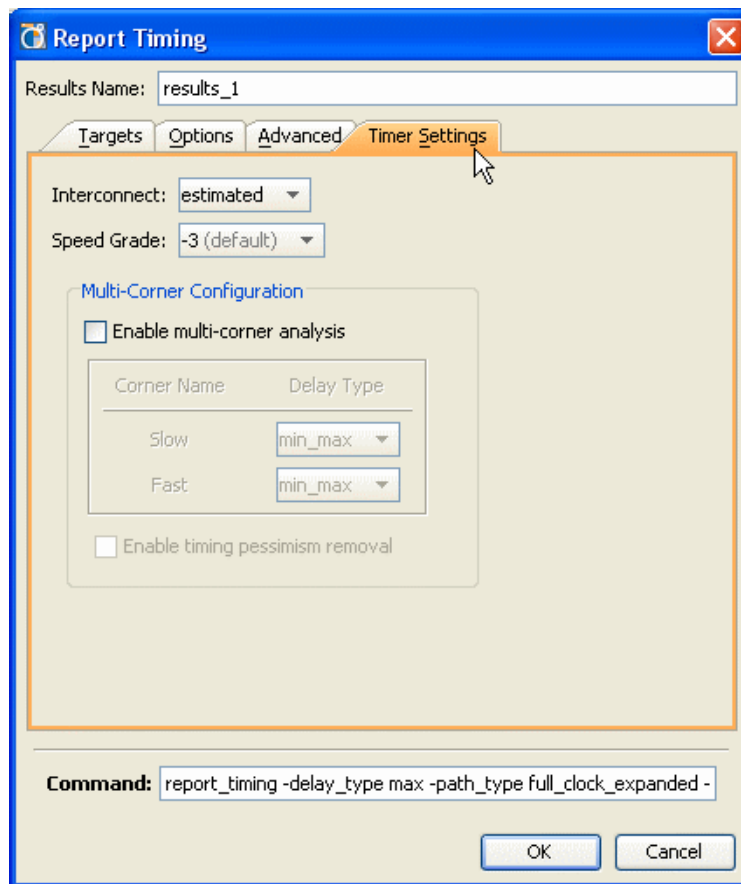 Report Timing
Results Name: results_1
Targets Options Advanced Timer Settings
Interconnect: estimated
Speed Grade: -3 (default)
Multi-Corner Configuration
Enable multi-corner analysis
Corner Name Delay Type
Slow min_max
Fast min_max
Enable timing pessimism removal
Command: report_timing -delay_type max -path_type full_clock_expanded -
OK Cancel